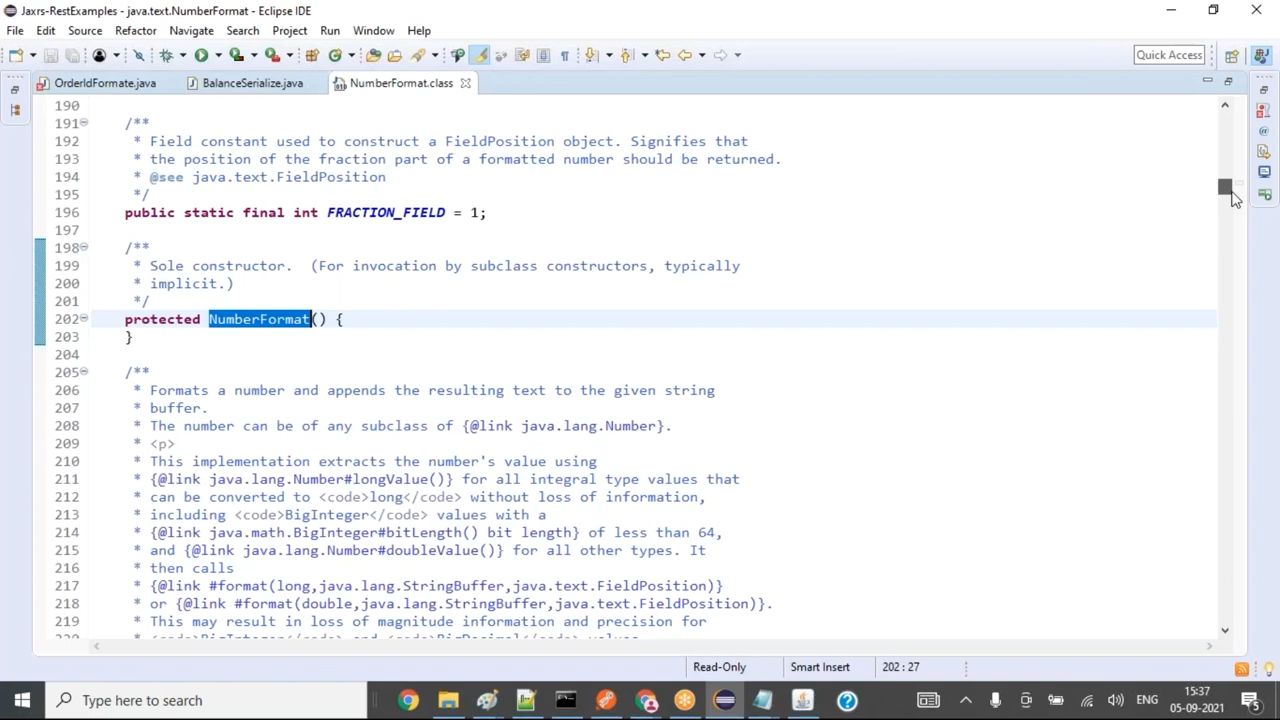 Jaxrs-RestExamples - java.text.NumberFormat - Eclipse IDE
File Edit Source Refactor Navigate Search Project Run Window Help
Quick Access
OrderIdFormate.java BalanceSerialize.java NumberFormat.class
190
191 /**
192 * Field constant used to construct a FieldPosition object. Signifies that
193 * the position of the fraction part of a formatted number should be returned.
194 * @see java.text.FieldPosition
195 */
196 public static final int FRACTION_FIELD = 1;
197
198 /**
199 * Sole constructor.  (For invocation by subclass constructors, typically
200 * implicit.)
201 */
202 protected NumberFormat() {
203 }
204
205 /**
206 * Formats a number and appends the resulting text to the given string
207 * buffer.
208 * The number can be of any subclass of {@link java.lang.Number}.
209 * <p>
210 * This implementation extracts the number's value using
211 * {@link java.lang.Number#longValue()} for all integral type values that
212 * can be converted to <code>long</code> without loss of information,
213 * including <code>BigInteger</code> values with a
214 * {@link java.math.BigInteger#bitLength() bit length} of less than 64,
215 * and {@link java.lang.Number#doubleValue()} for all other types. It
216 * then calls
217 * {@link #format(long,java.lang.StringBuffer,java.text.FieldPosition)}
218 * or {@link #format(double,java.lang.StringBuffer,java.text.FieldPosition)}.
219 * This may result in loss of magnitude information and precision for
220 * <code>BigInteger</code> and <code>BigDecimal</code> values
Read-Only Smart Insert 202 : 27
Type here to search
ENG
15:37
05-09-2021
5